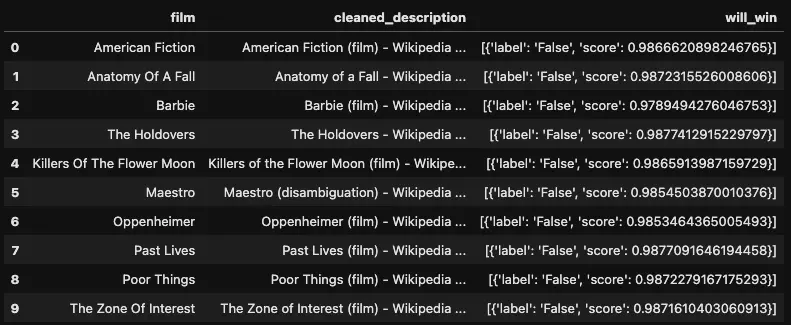 film cleaned_description will_win
0 American Fiction American Fiction (film) - Wikipedia ... [{'label': 'False', 'score': 0.9866620898246765}]
1 Anatomy Of A Fall Anatomy of a Fall - Wikipedia ... [{'label': 'False', 'score': 0.9872315526008606}]
2 Barbie Barbie (film) - Wikipedia ... [{'label': 'False', 'score': 0.9789494276046753}]
3 The Holdovers The Holdovers - Wikipedia ... [{'label': 'False', 'score': 0.9877412915229797}]
4 Killers Of The Flower Moon Killers of the Flower Moon (film) - Wikipe... [{'label': 'False', 'score': 0.9865913987159729}]
5 Maestro Maestro (disambiguation) - Wikipedia ... [{'label': 'False', 'score': 0.9854503870010376}]
6 Oppenheimer Oppenheimer (film) - Wikipedia ... [{'label': 'False', 'score': 0.9853464365005493}]
7 Past Lives Past Lives (film) - Wikipedia ... [{'label': 'False', 'score': 0.9877091646194458}]
8 Poor Things Poor Things (film) - Wikipedia ... [{'label': 'False', 'score': 0.9872279167175293}]
9 The Zone Of Interest The Zone of Interest (film) - Wikipedia ... [{'label': 'False', 'score': 0.9871610403060913}]